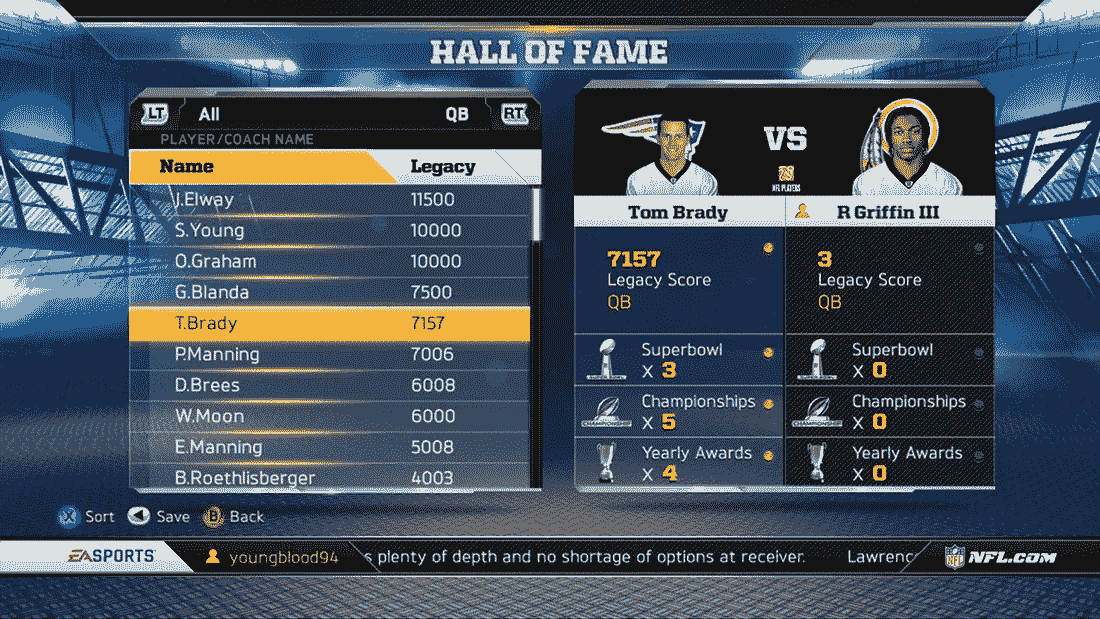 HALL OF FAME
LT All QB RT
PLAYER/COACH NAME
Name Legacy
J.Elway 11500
S.Young 10000
O.Graham 10000
G.Blanda 7500
T.Brady 7157
P.Manning 7006
D.Brees 6008
W.Moon 6000
E.Manning 5008
B.Roethlisberger 4003
VS
NFL PLAYERS
Tom Brady R Griffin III
7157 3
Legacy Score Legacy Score
QB QB
Superbowl Superbowl
x 3 x 0
Championships Championships
x 5 x 0
Yearly Awards Yearly Awards
x 4 x 0
X Sort Save B Back
EA SPORTS youngblood94 s plenty of depth and no shortage of options at receiver. Lawrenc NFL NFL.COM